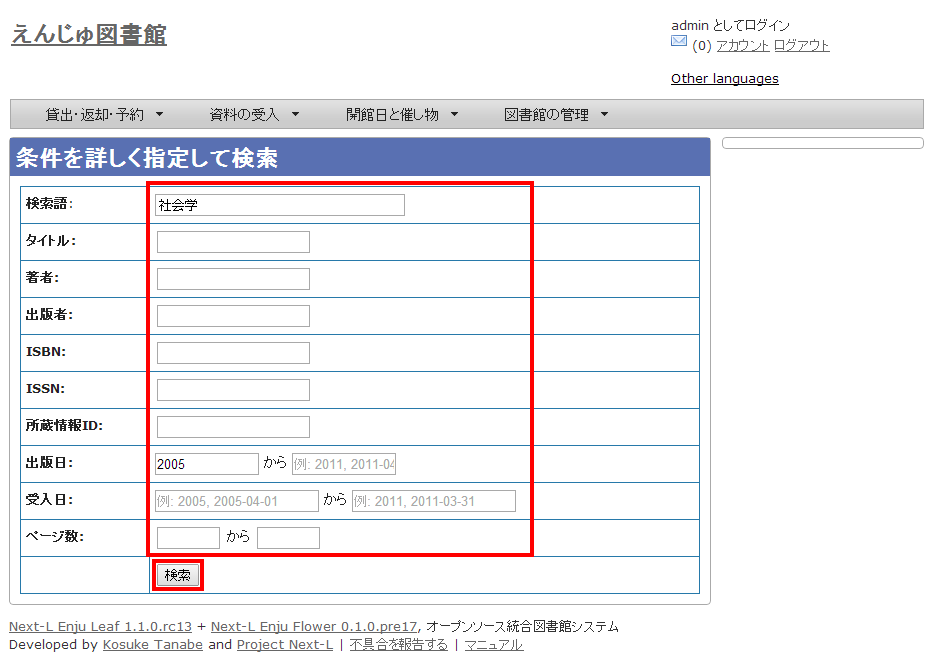 えんじゅ図書館
admin としてログイン
(0) アカウント ログアウト
Other languages
貸出・返却・予約 資料の受入 開館日と催し物 図書館の管理
条件を詳しく指定して検索
検索語: 社会学
タイトル:
著者:
出版者:
ISBN:
ISSN:
所蔵情報ID:
出版日: 2005 から 例: 2011, 2011-04
受入日: 例: 2005, 2005-04-01 から 例: 2011, 2011-03-31
ページ数: から
検索
Next-L Enju Leaf 1.1.0.rc13 + Next-L Enju Flower 0.1.0.pre17, オープンソース統合図書館システム
Developed by Kosuke Tanabe and Project Next-L | 不具合を報告する | マニュアル